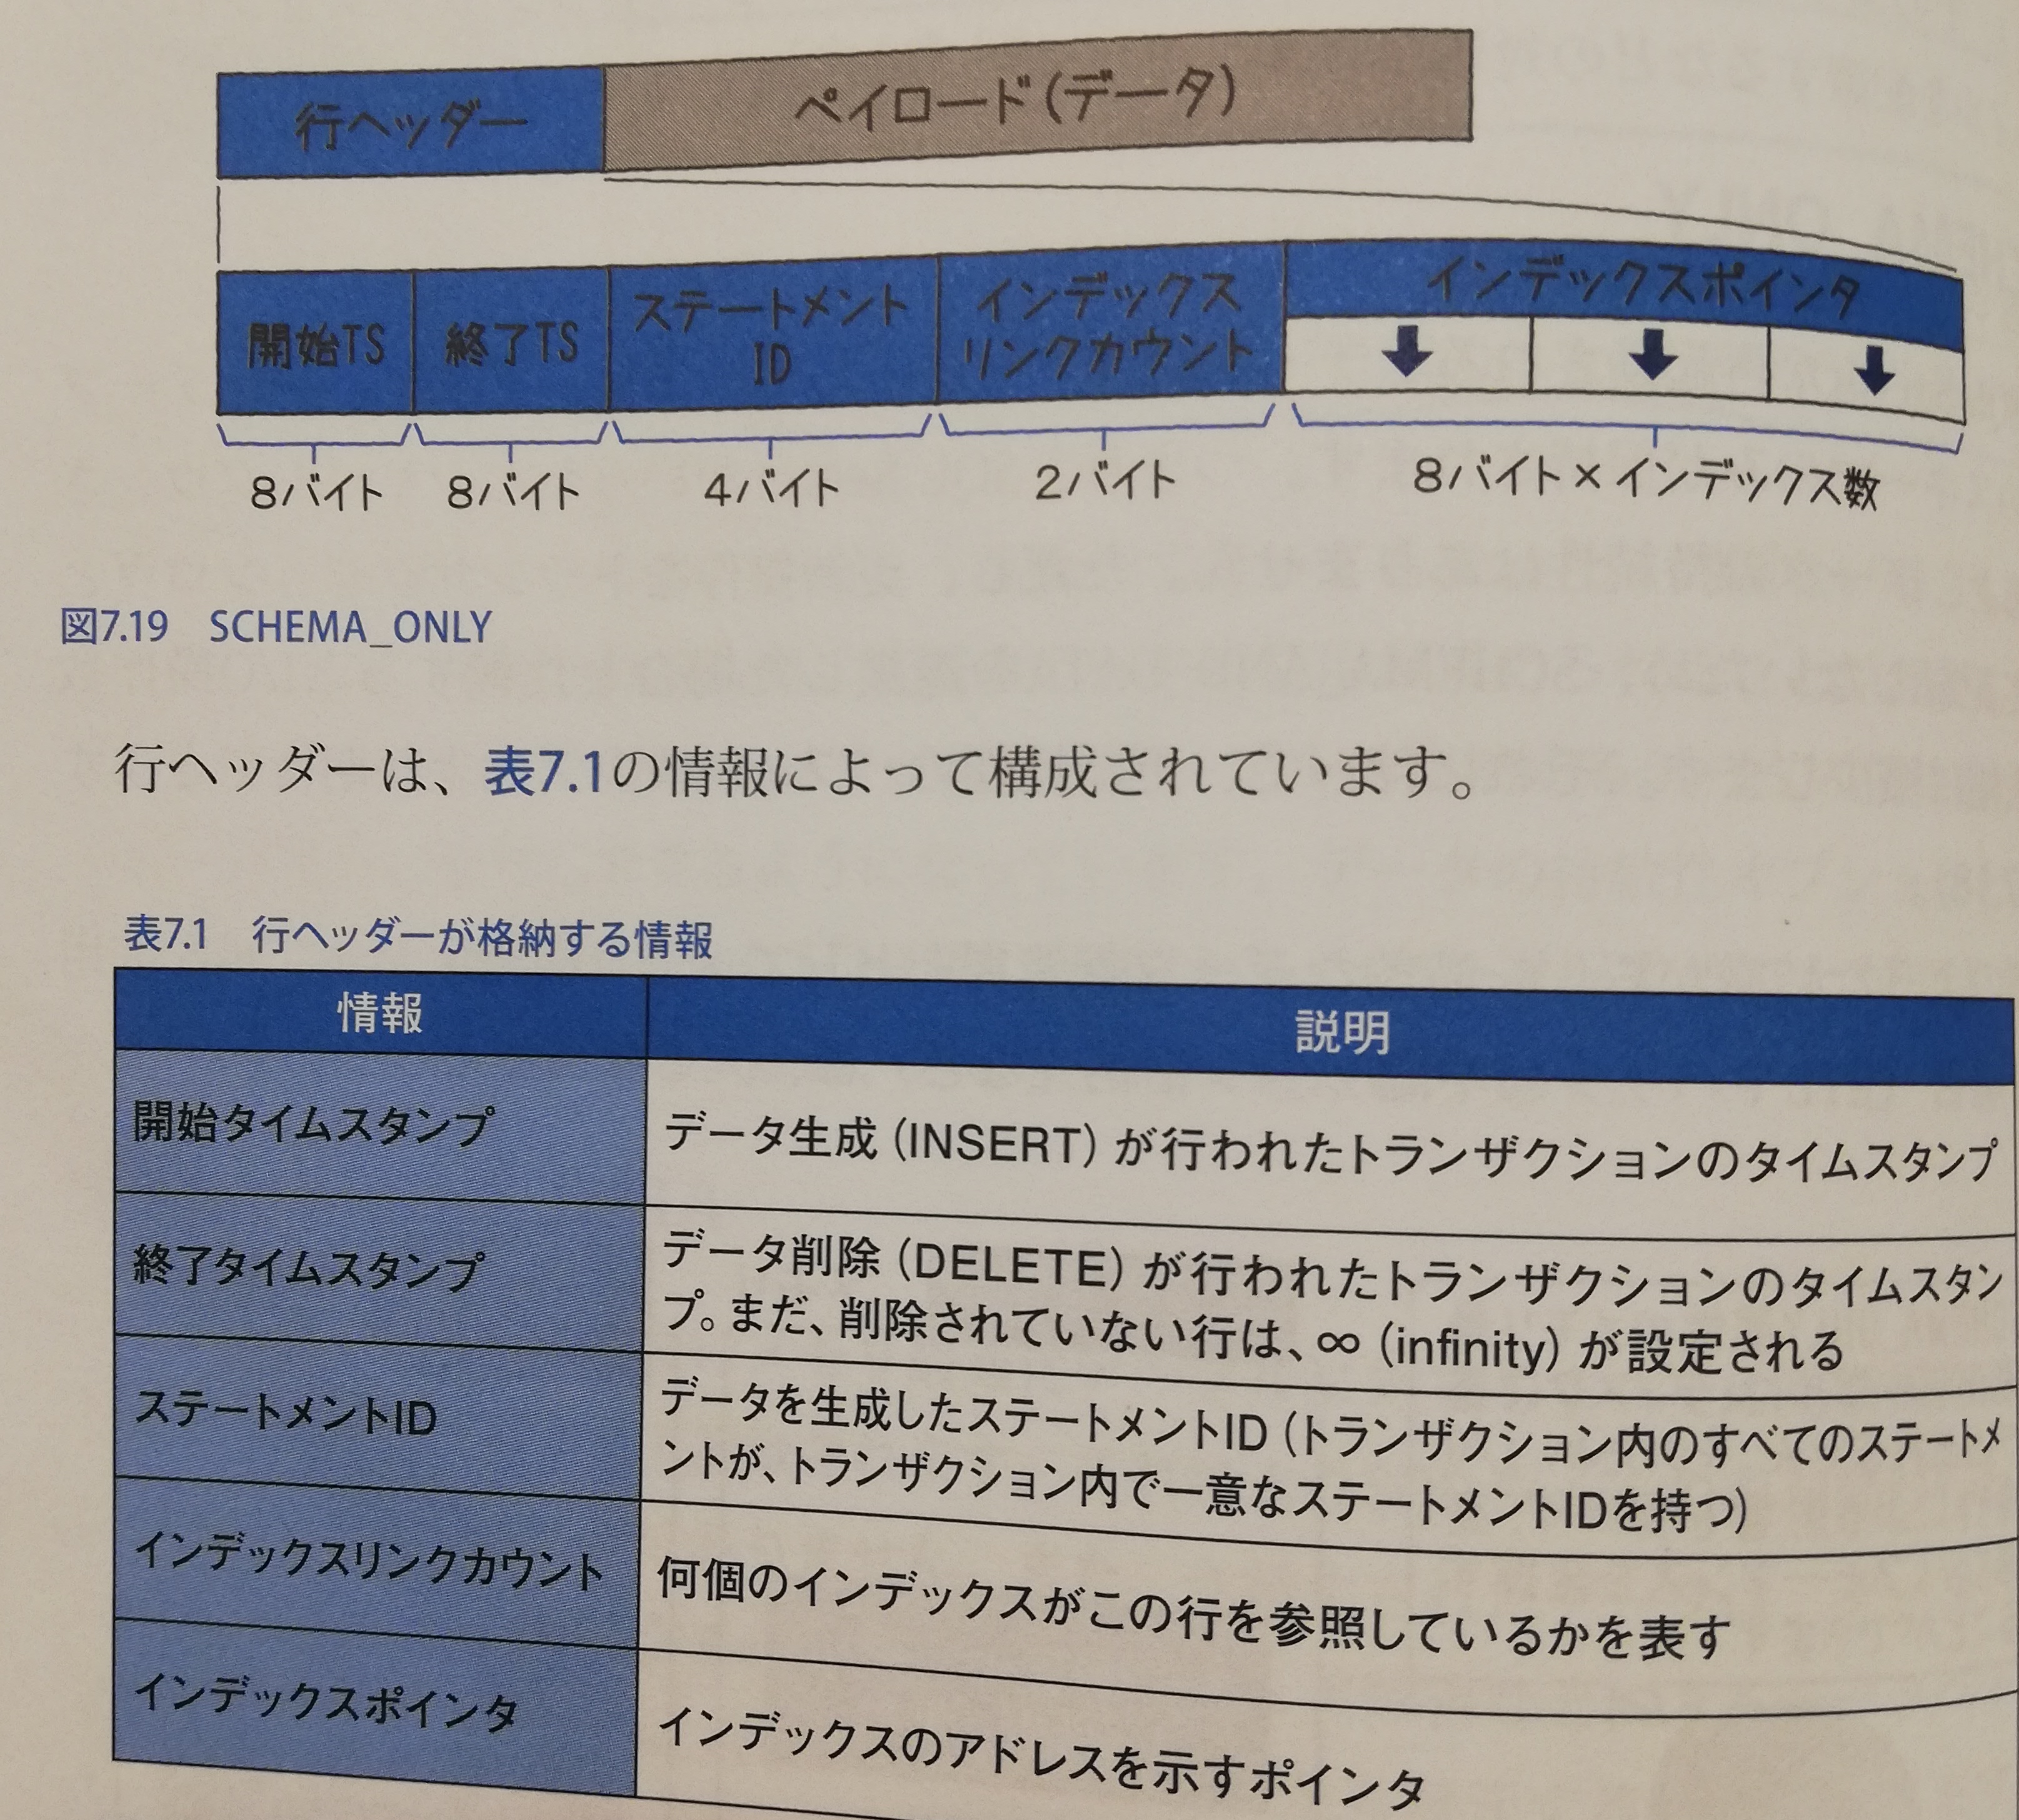 行ヘッダー ペイロード(データ)
開始TS 終了TS ステートメント ID インデックス リンクカウント インデックスポインタ
8バイト 8バイト 4バイト 2バイト 8バイト×インデックス数
図7.19 SCHEMA_ONLY
行ヘッダーは、表7.1の情報によって構成されています。
表7.1 行ヘッダーが格納する情報
情報 説明
開始タイムスタンプ データ生成(INSERT)が行われたトランザクションのタイムスタンプ
終了タイムスタンプ データ削除(DELETE)が行われたトランザクションのタイムスタン
プ。まだ、削除されていない行は、∞(infinity)が設定される
ステートメントID データを生成したステートメントID(トランザクション内のすべてのステートメ
ントが、トランザクション内で一意なステートメントIDを持つ)
インデックスリンクカウント 何個のインデックスがこの行を参照しているかを表す
インデックスポインタ インデックスのアドレスを示すポインタ